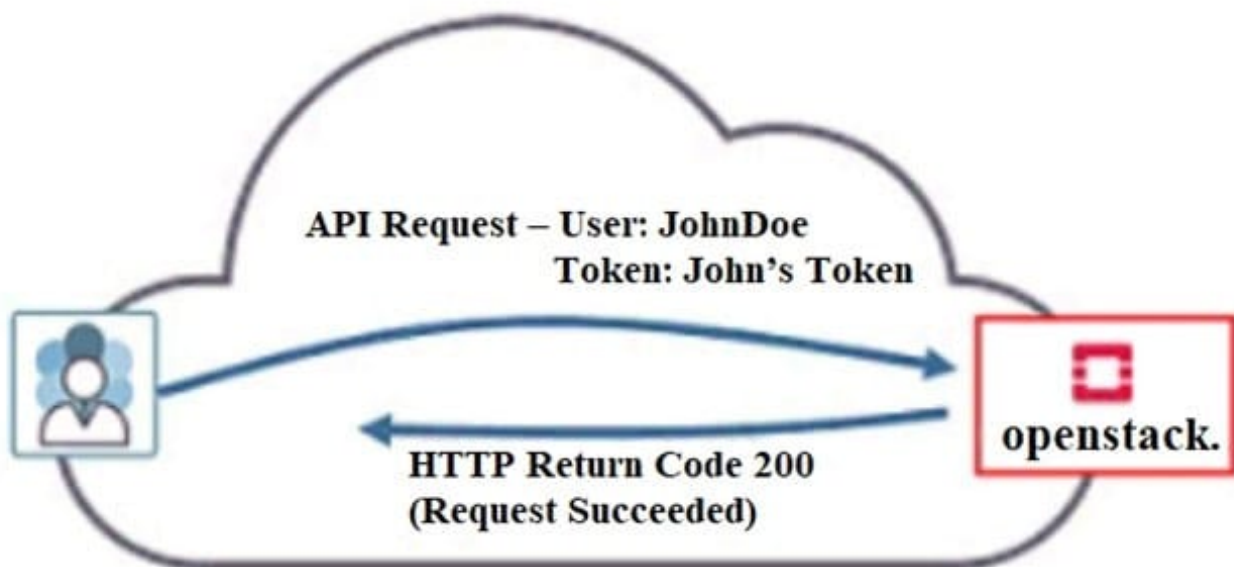 API Request – User: JohnDoe
Token: John’s Token
openstack.
HTTP Return Code 200
(Request Succeeded)